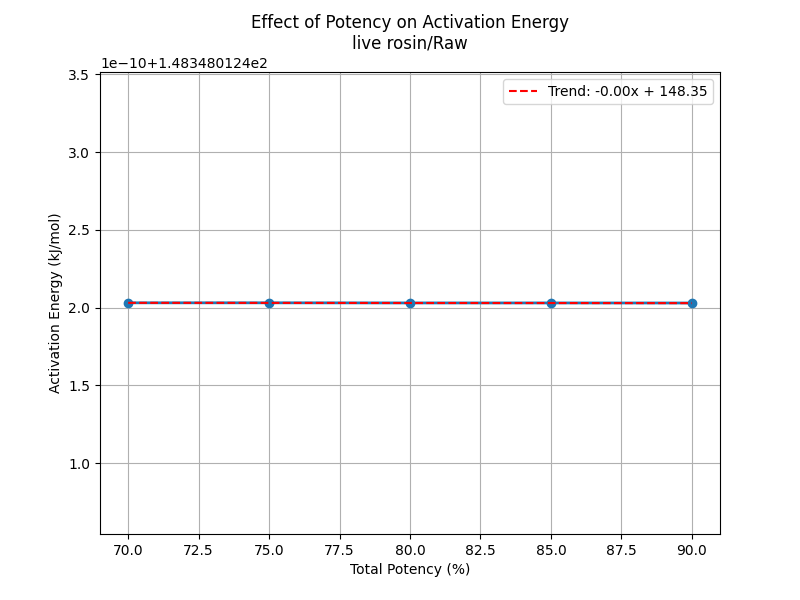 Effect of Potency on Activation Energy
live rosin/Raw
1e−10+1.483480124e2
Trend: -0.00x + 148.35
3.5
3.0
2.5
2.0
1.5
1.0
Activation Energy (kJ/mol)
70.0 72.5 75.0 77.5 80.0 82.5 85.0 87.5 90.0
Total Potency (%)